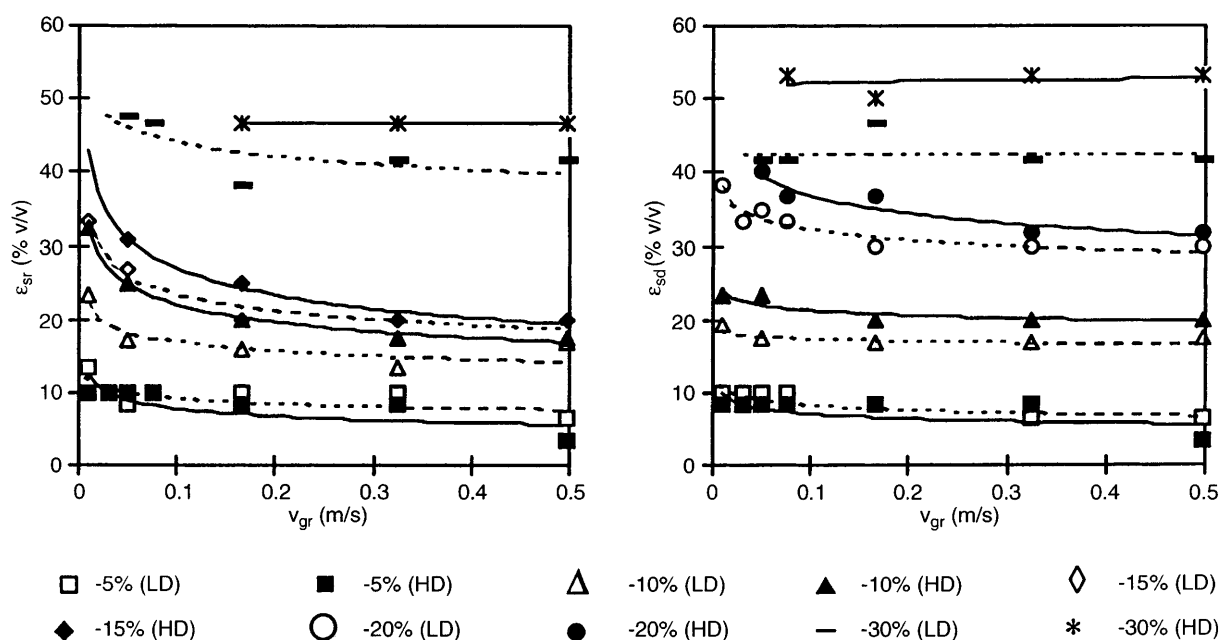 60
50
40
30
20
10
0
ε_sr (% v/v)
0 0.1 0.2 0.3 0.4 0.5
v_gr (m/s)
60
50
40
30
20
10
0
ε_sd (% v/v)
0 0.1 0.2 0.3 0.4 0.5
v_gr (m/s)
-5% (LD) -5% (HD) -10% (LD) -10% (HD) -15% (LD)
-15% (HD) -20% (LD) -20% (HD) -30% (LD) -30% (HD)